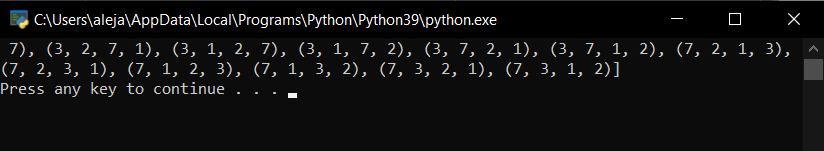 C:\Users\aleja\AppData\Local\Programs\Python\Python39\python.exe
7), (3, 2, 7, 1), (3, 1, 2, 7), (3, 1, 7, 2), (3, 7, 2, 1), (3, 7, 1, 2), (7, 2, 1, 3),
(7, 2, 3, 1), (7, 1, 2, 3), (7, 1, 3, 2), (7, 3, 2, 1), (7, 3, 1, 2)]
Press any key to continue . . .